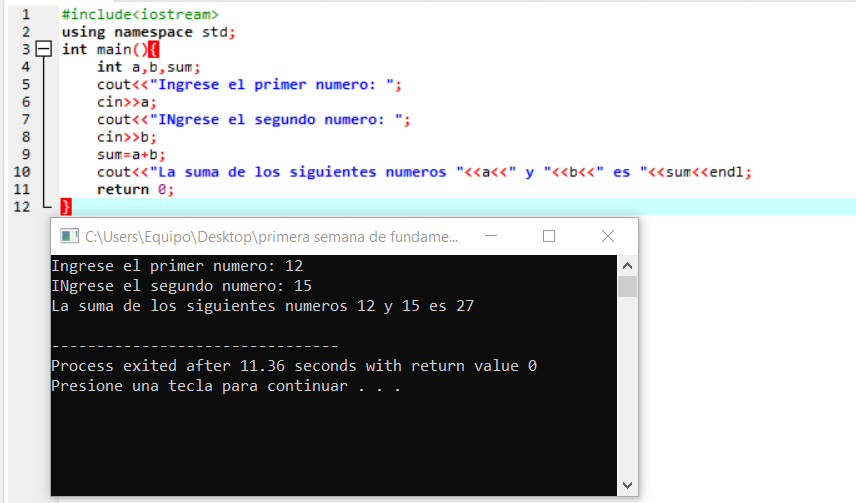 1 #include<iostream>
2 using namespace std;
3 int main(){
4 int a,b,sum;
5 cout<<"Ingrese el primer numero: ";
6 cin>>a;
7 cout<<"INgrese el segundo numero: ";
8 cin>>b;
9 sum=a+b;
10 cout<<"La suma de los siguientes numeros "<<a<<" y "<<b<<" es "<<sum<<endl;
11 return 0;
12 }
C:\Users\Equipo\Desktop\primera semana de fundame...
Ingrese el primer numero: 12
INgrese el segundo numero: 15
La suma de los siguientes numeros 12 y 15 es 27
--------------------------------
Process exited after 11.36 seconds with return value 0
Presione una tecla para continuar . . .